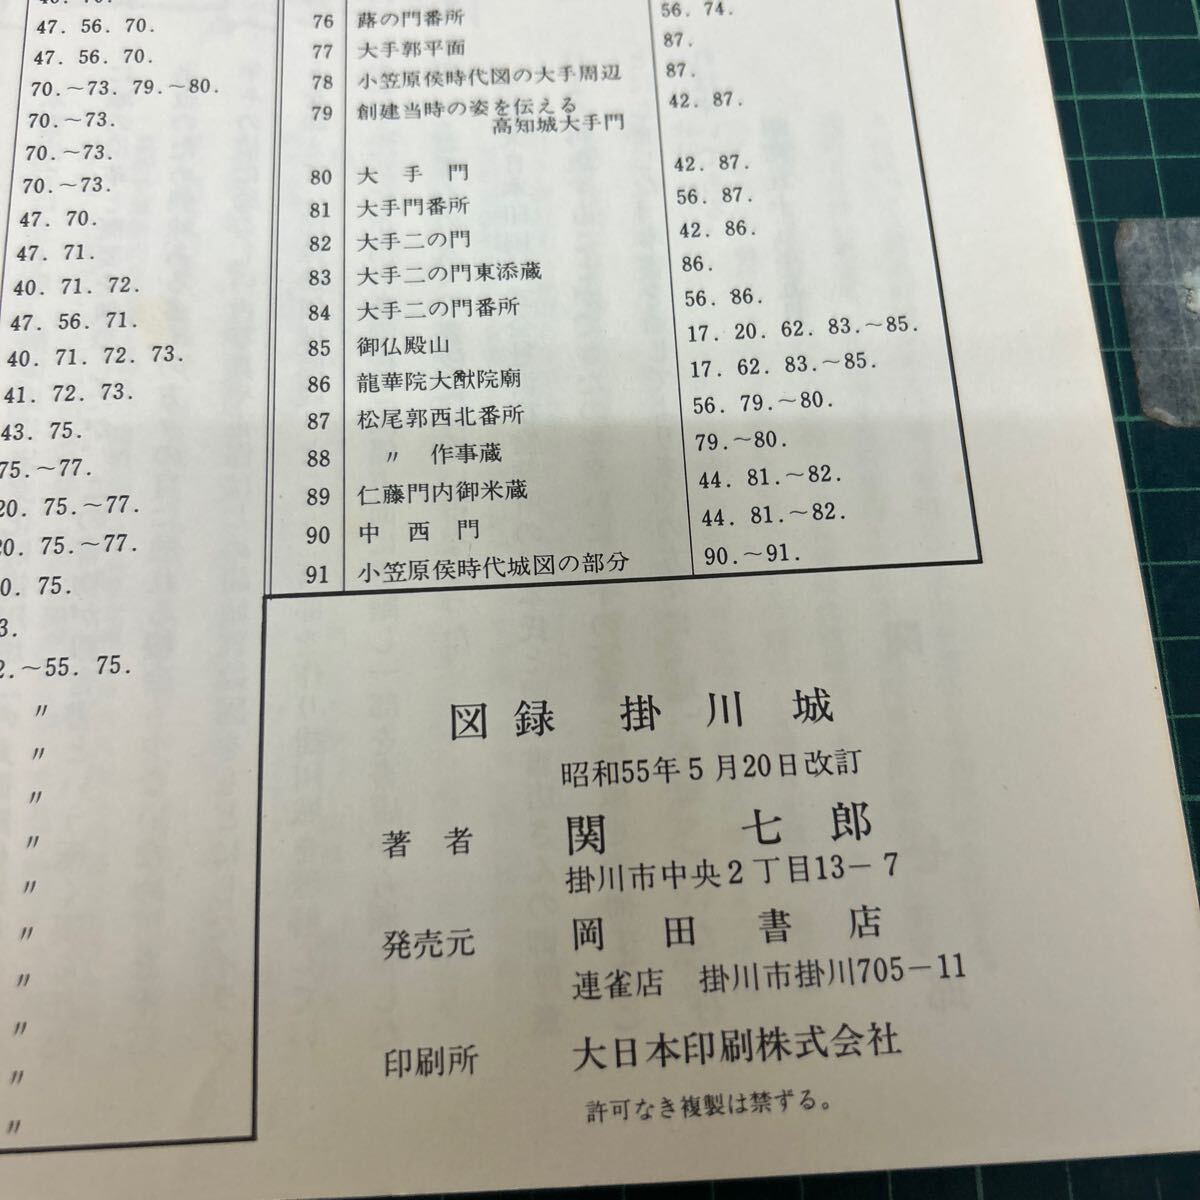 47. 56. 70.
47. 56. 70.
70.～73. 79.～80.
70.～73.
70.～73.
70.～73.
47. 70.
47. 71.
40. 71. 72.
47. 56. 71.
40. 71. 72. 73.
41. 72. 73.
43. 75.
75.～77.
20. 75.～77.
20. 75.～77.
75.
～55. 75.
〃
〃
〃
〃
〃
〃
〃
〃
〃
〃
76 蕗の門番所 56. 74.
77 大手郭平面 87.
78 小笠原侯時代図の大手周辺 87.
79 創建当時の姿を伝える 42. 87.
高知城大手門
80 大手門 42. 87.
81 大手門番所 56. 87.
82 大手二の門 42. 86.
83 大手二の門東添蔵 86.
84 大手二の門番所 56. 86.
85 御仏殿山 17. 20. 62. 83.～85.
86 龍華院大猷院廟 17. 62. 83.～85.
87 松尾郭西北番所 56. 79.～80.
88 〃 作事蔵 79.～80.
89 仁藤門内御米蔵 44. 81.～82.
90 中西門 44. 81.～82.
91 小笠原侯時代城図の部分 90.～91.
図録 掛川城
昭和55年5月20日改訂
著者 関七郎
掛川市中央2丁目13－7
発売元 岡田書店
連雀店 掛川市掛川705－11
印刷所 大日本印刷株式会社
許可なき複製は禁ずる。